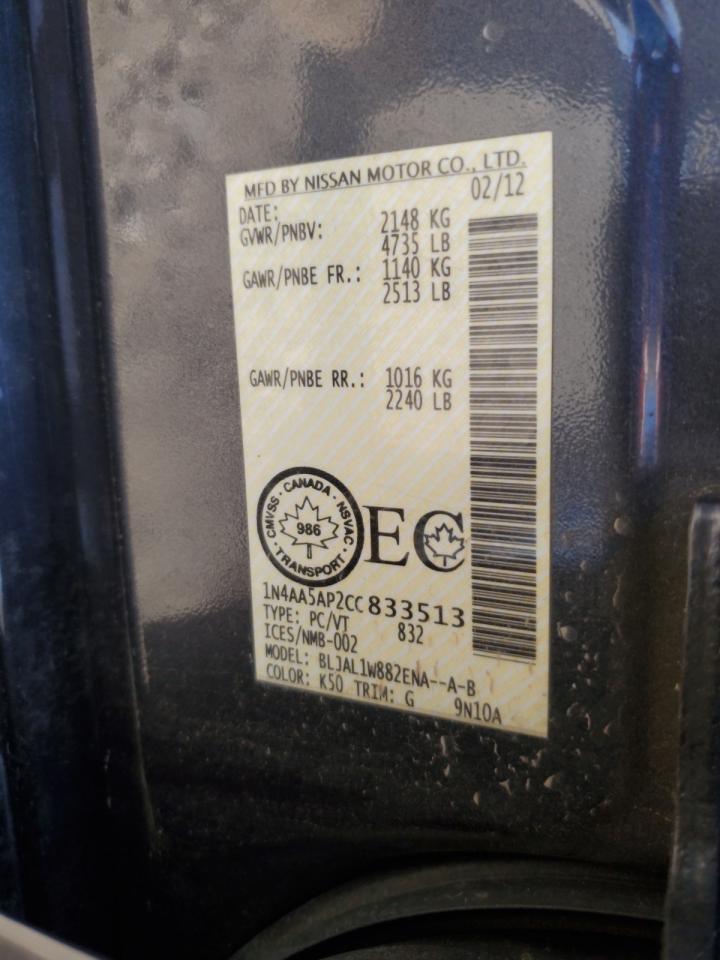 MFD BY NISSAN MOTOR CO., LTD.
DATE: 02/12
GVWR/PNBV: 2148 KG
4735 LB
GAWR/PNBE FR.: 1140 KG
2513 LB
GAWR/PNBE RR.: 1016 KG
2240 LB
CMVSS · CANADA · NSVAC
986
· TRANSPORT ·
EC
1N4AA5AP2CC833513
TYPE: PC/VT 832
ICES/NMB-002
MODEL: BLJAL1W882ENA--A-B
COLOR: K50 TRIM: G 9N10A